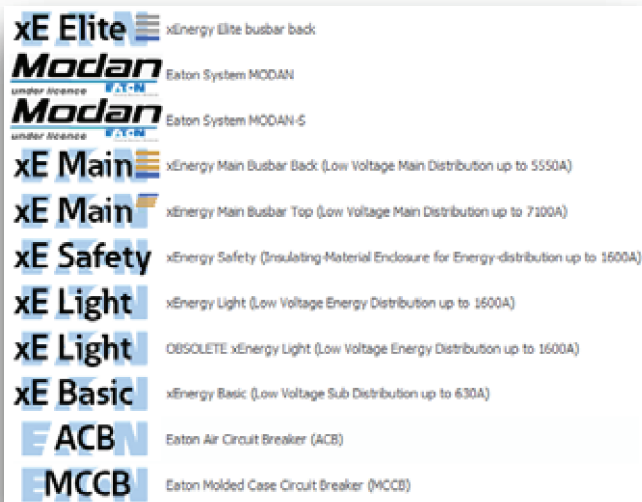 xE Elite xEnergy Elite busbar back
Modan Eaton System MODAN
under licence EATON
Modan Eaton System MODAN-S
under licence EATON
xE Main xEnergy Main Busbar Back (Low Voltage Main Distribution up to 5550A)
xE Main xEnergy Main Busbar Top (Low Voltage Main Distribution up to 7100A)
xE Safety xEnergy Safety (Insulating-Material Enclosure for Energy-distribution up to 1600A)
xE Light xEnergy Light (Low Voltage Energy Distribution up to 1600A)
xE Light OBSOLETE xEnergy Light (Low Voltage Energy Distribution up to 1600A)
xE Basic xEnergy Basic (Low Voltage Sub Distribution up to 630A)
ACB Eaton Air Circuit Breaker (ACB)
MCCB Eaton Molded Case Circuit Breaker (MCCB)